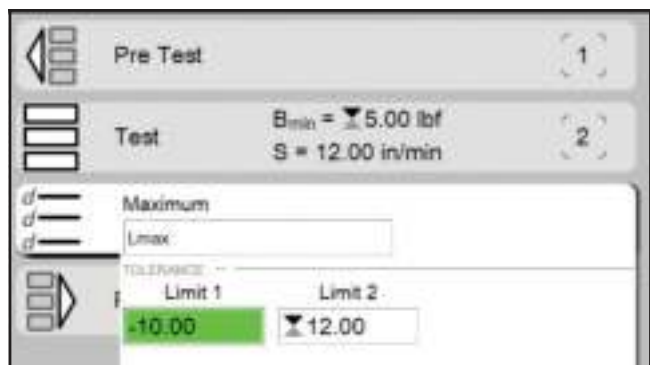 Pre Test
1
Test
Bmin = 5.00 lbf
S = 12.00 in/min
2
d
d
d
Maximum
Lmax
TOLERANCE
Limit 1
Limit 2
-10.00
12.00